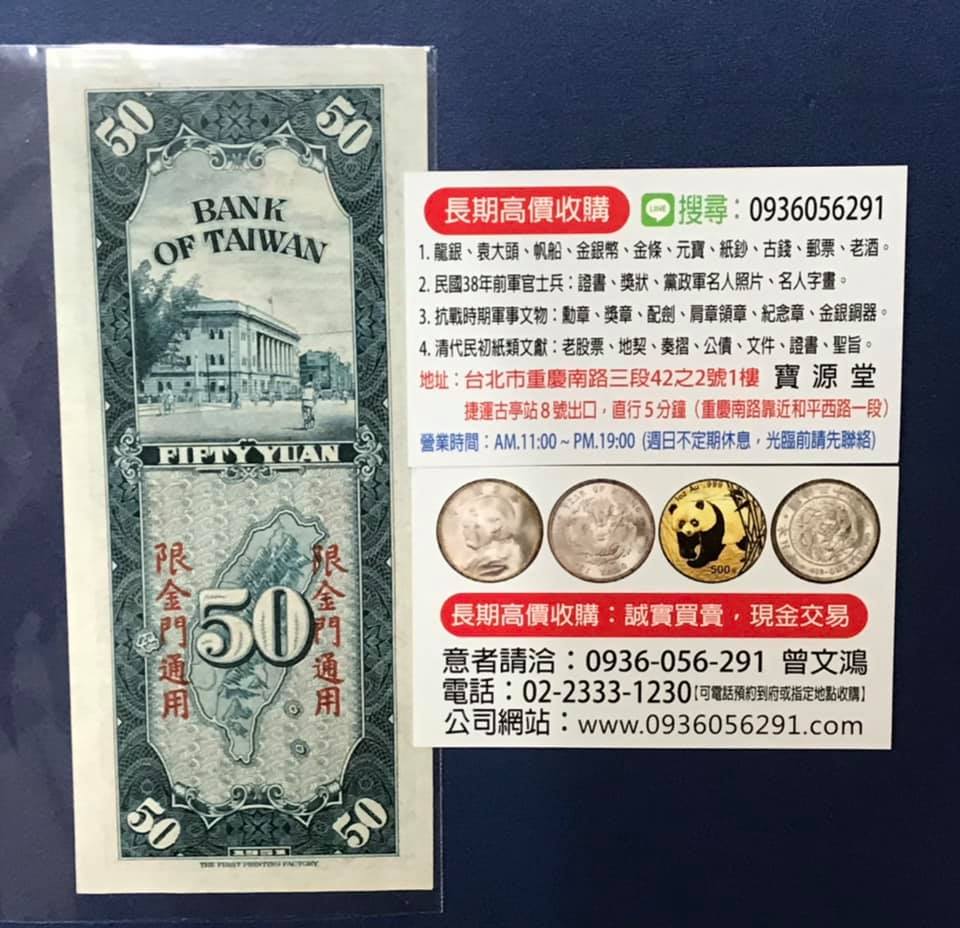 50
50
BANK
OF TAIWAN
FIFTY YUAN
限金門通用
50
限金門通用
50
50
1951
THE FIRST PRINTING FACTORY
長期高價收購 LINE 搜尋：0936056291
1. 龍銀、袁大頭、帆船、金銀幣、金條、元寶、紙鈔、古錢、郵票、老酒。
2. 民國38年前軍官士兵：證書、獎狀、黨政軍名人照片、名人字畫。
3. 抗戰時期軍事文物：勳章、獎章、配劍、肩章領章、紀念章、金銀銅器。
4. 清代民初紙類文獻：老股票、地契、奏摺、公債、文件、證書、聖旨。
地址：台北市重慶南路三段42之2號1樓 寶源堂
捷運古亭站8號出口，直行5分鐘（重慶南路靠近和平西路一段）
營業時間：AM.11:00 ~ PM.19:00 (週日不定期休息，光臨前請先聯絡)
500
長期高價收購：誠實買賣，現金交易
意者請洽：0936-056-291 曾文鴻
電話：02-2333-1230【可電話預約到府或指定地點收購】
公司網站：www.0936056291.com